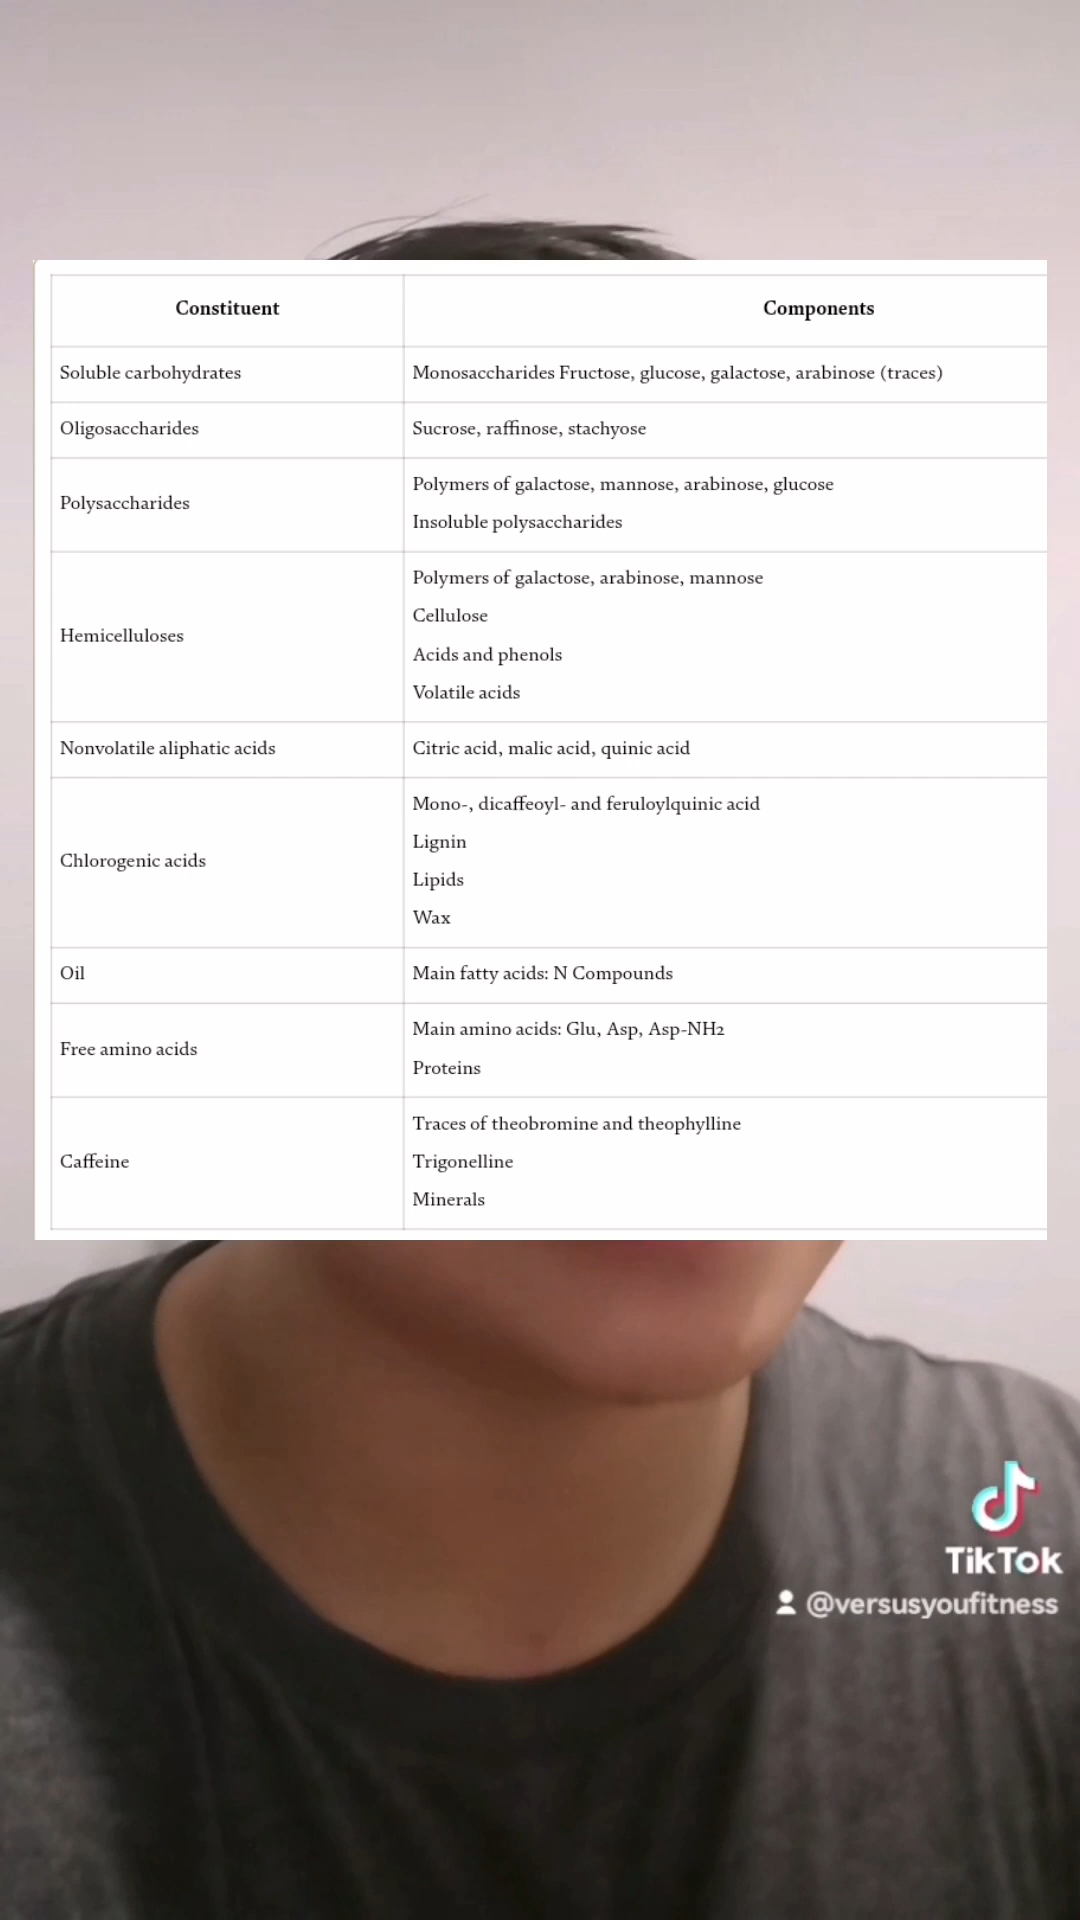 Constituent Components
Soluble carbohydrates Monosaccharides Fructose, glucose, galactose, arabinose (traces)
Oligosaccharides Sucrose, raffinose, stachyose
Polysaccharides Polymers of galactose, mannose, arabinose, glucose
Insoluble polysaccharides
Hemicelluloses Polymers of galactose, arabinose, mannose
Cellulose
Acids and phenols
Volatile acids
Nonvolatile aliphatic acids Citric acid, malic acid, quinic acid
Chlorogenic acids Mono-, dicaffeoyl- and feruloylquinic acid
Lignin
Lipids
Wax
Oil Main fatty acids: N Compounds
Free amino acids Main amino acids: Glu, Asp, Asp-NH2
Proteins
Caffeine Traces of theobromine and theophylline
Trigonelline
Minerals
TikTok
@versusyoufitness